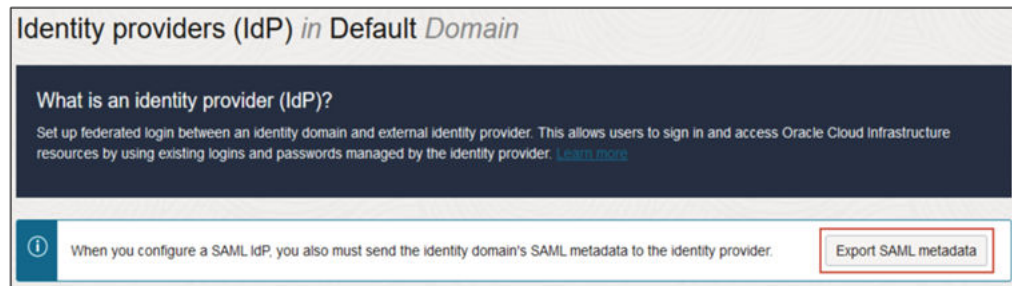 Identity providers (IdP) in Default Domain
What is an identity provider (IdP)?
Set up federated login between an identity domain and external identity provider. This allows users to sign in and access Oracle Cloud Infrastructure
resources by using existing logins and passwords managed by the identity provider. Learn more
When you configure a SAML IdP, you also must send the identity domain's SAML metadata to the identity provider.
Export SAML metadata